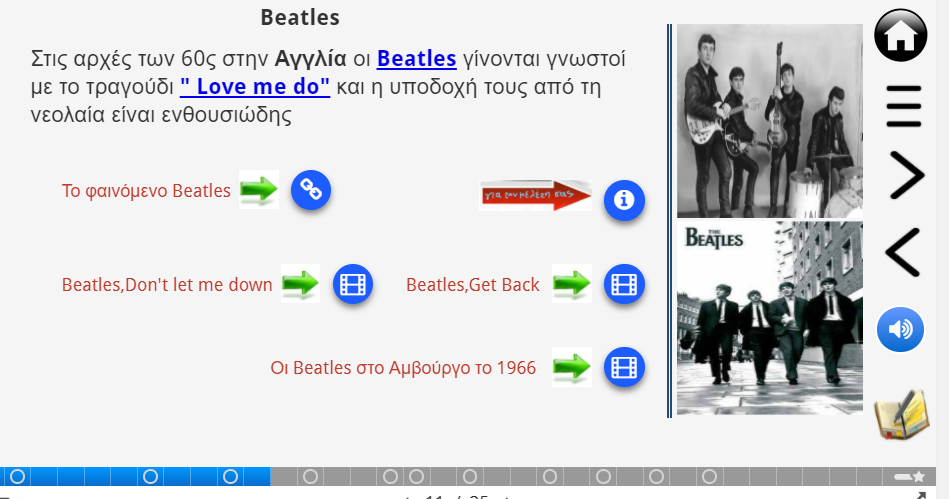 Beatles
Στις αρχές των 60ς στην Αγγλία οι Beatles γίνονται γνωστοί
με το τραγούδι " Love me do" και η υποδοχή τους από τη
νεολαία είναι ενθουσιώδης
Το φαινόμενο Beatles
για την μελέτη σας
Beatles,Don't let me down
Beatles,Get Back
Οι Beatles στο Αμβούργο το 1966
THE
BEATLES